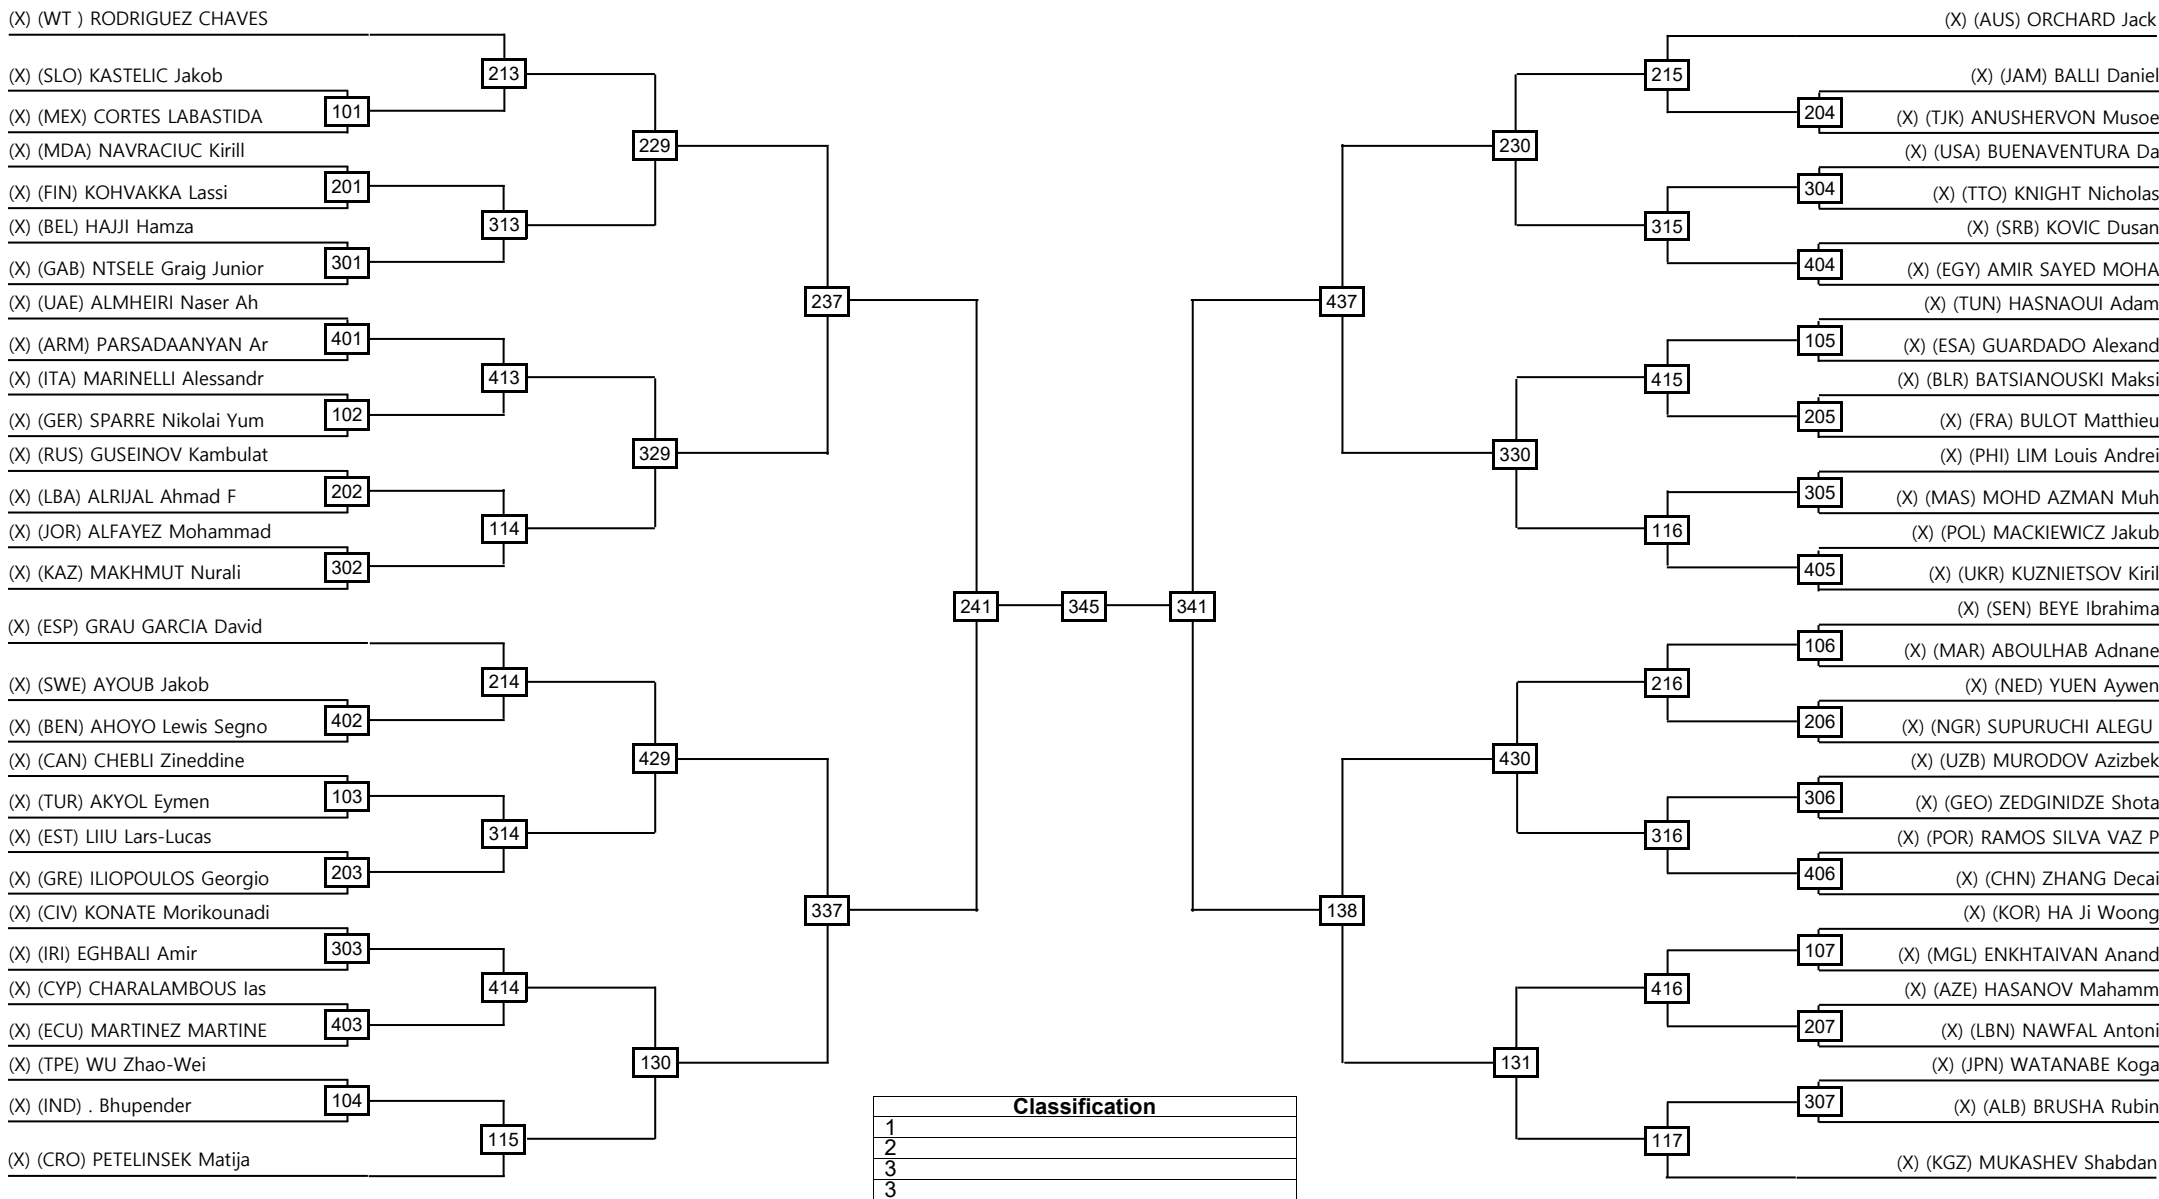 (X) (WT ) RODRIGUEZ CHAVES
213
(X) (SLO) KASTELIC Jakob
101
(X) (MEX) CORTES LABASTIDA
229
(X) (MDA) NAVRACIUC Kirill
201
(X) (FIN) KOHVAKKA Lassi
313
(X) (BEL) HAJJI Hamza
301
(X) (GAB) NTSELE Graig Junior
237
(X) (UAE) ALMHEIRI Naser Ah
401
(X) (ARM) PARSADAANYAN Ar
413
(X) (ITA) MARINELLI Alessandr
102
(X) (GER) SPARRE Nikolai Yum
329
(X) (RUS) GUSEINOV Kambulat
202
(X) (LBA) ALRIJAL Ahmad F
114
(X) (JOR) ALFAYEZ Mohammad
302
(X) (KAZ) MAKHMUT Nurali
241
345
341
(X) (ESP) GRAU GARCIA David
214
(X) (SWE) AYOUB Jakob
402
(X) (BEN) AHOYO Lewis Segno
429
(X) (CAN) CHEBLI Zineddine
103
(X) (TUR) AKYOL Eymen
314
(X) (EST) LIIU Lars-Lucas
203
(X) (GRE) ILIOPOULOS Georgio
337
(X) (CIV) KONATE Morikounadi
303
(X) (IRI) EGHBALI Amir
414
(X) (CYP) CHARALAMBOUS Ias
403
(X) (ECU) MARTINEZ MARTINE
130
(X) (TPE) WU Zhao-Wei
104
(X) (IND) . Bhupender
115
(X) (CRO) PETELINSEK Matija
(X) (AUS) ORCHARD Jack
215
(X) (JAM) BALLI Daniel
204
(X) (TJK) ANUSHERVON Musoe
230
(X) (USA) BUENAVENTURA Da
304
(X) (TTO) KNIGHT Nicholas
315
(X) (SRB) KOVIC Dusan
404
(X) (EGY) AMIR SAYED MOHA
437
(X) (TUN) HASNAOUI Adam
105
(X) (ESA) GUARDADO Alexand
415
(X) (BLR) BATSIANOUSKI Maksi
205
(X) (FRA) BULOT Matthieu
330
(X) (PHI) LIM Louis Andrei
305
(X) (MAS) MOHD AZMAN Muh
116
(X) (POL) MACKIEWICZ Jakub
405
(X) (UKR) KUZNIETSOV Kiril
(X) (SEN) BEYE Ibrahima
106
(X) (MAR) ABOULHAB Adnane
216
(X) (NED) YUEN Aywen
206
(X) (NGR) SUPURUCHI ALEGU
430
(X) (UZB) MURODOV Azizbek
306
(X) (GEO) ZEDGINIDZE Shota
316
(X) (POR) RAMOS SILVA VAZ P
406
(X) (CHN) ZHANG Decai
138
(X) (KOR) HA Ji Woong
107
(X) (MGL) ENKHTAIVAN Anand
416
(X) (AZE) HASANOV Mahamm
207
(X) (LBN) NAWFAL Antoni
131
(X) (JPN) WATANABE Koga
307
(X) (ALB) BRUSHA Rubin
117
(X) (KGZ) MUKASHEV Shabdan
Classification
1
2
3
3